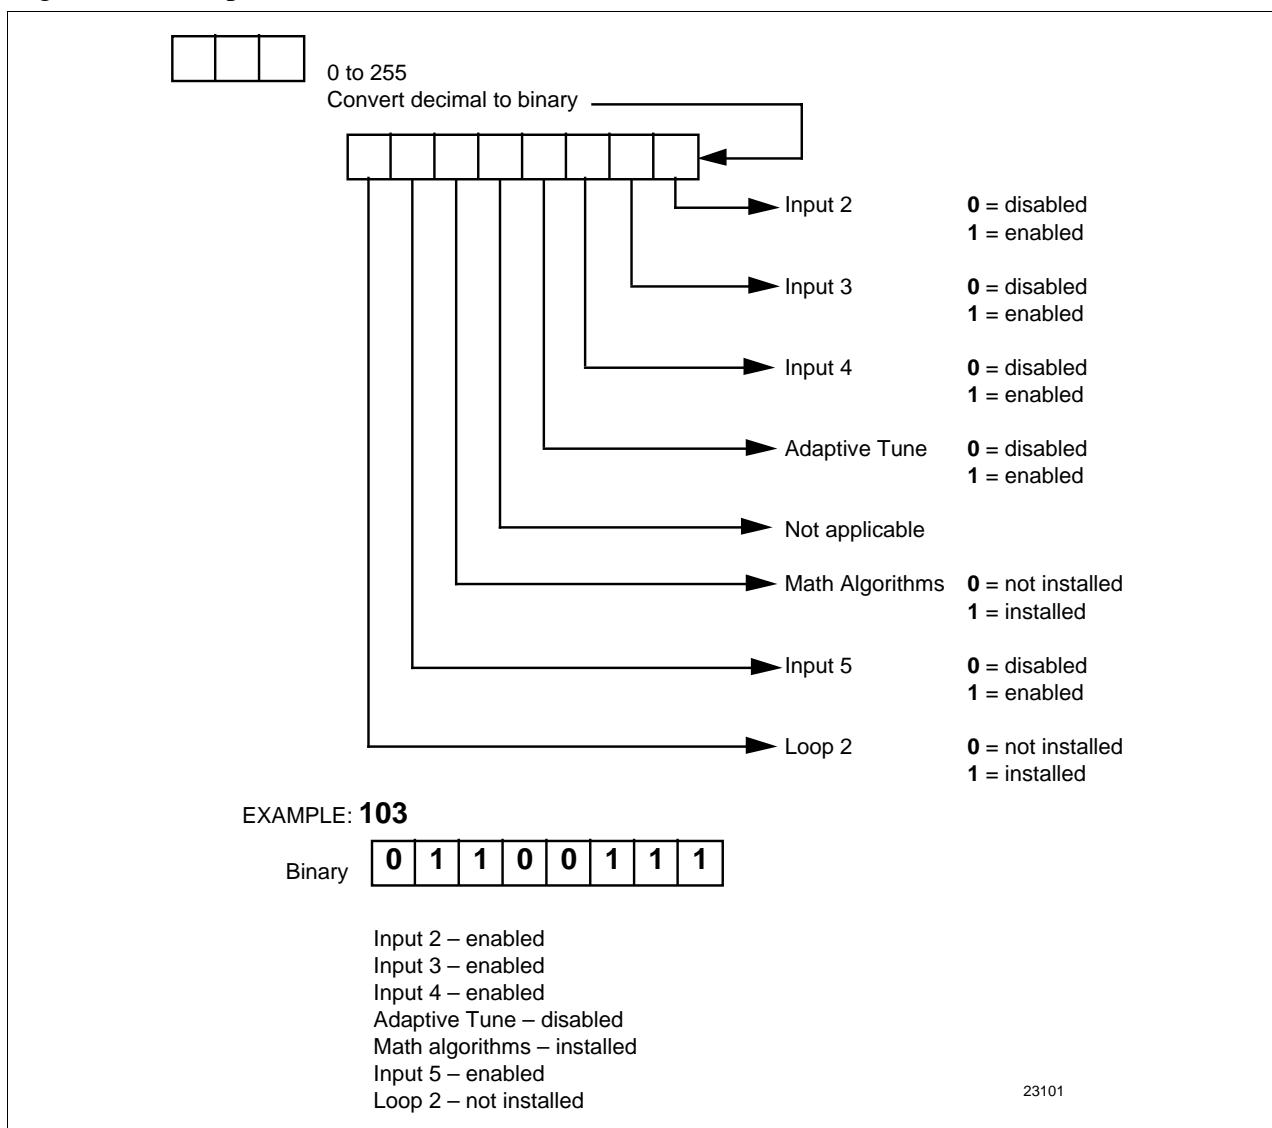 0 to 255
Convert decimal to binary
Input 2 0 = disabled
1 = enabled
Input 3 0 = disabled
1 = enabled
Input 4 0 = disabled
1 = enabled
Adaptive Tune 0 = disabled
1 = enabled
Not applicable
Math Algorithms 0 = not installed
1 = installed
Input 5 0 = disabled
1 = enabled
Loop 2 0 = not installed
1 = installed
EXAMPLE: 103
Binary 0 1 1 0 0 1 1 1
Input 2 – enabled
Input 3 – enabled
Input 4 – enabled
Adaptive Tune – disabled
Math algorithms – installed
Input 5 – enabled
Loop 2 – not installed
23101